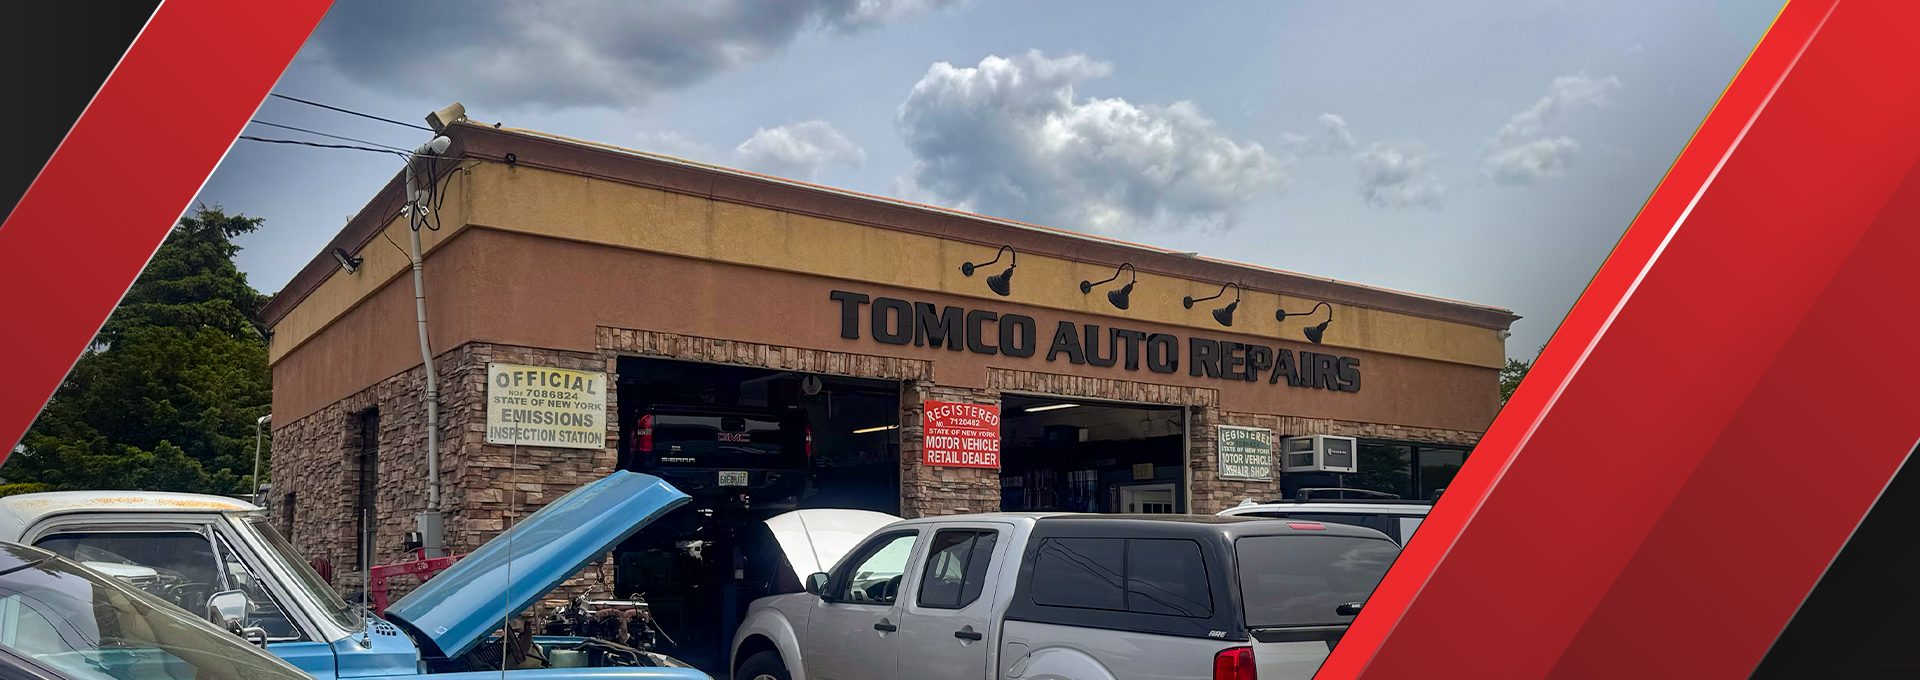 TOMCO AUTO REPAIRS
OFFICIAL
NO# 7086824
STATE OF NEW YORK
EMISSIONS
INSPECTION STATION
REGISTERED
NO. 7120482
STATE OF NEW YORK
MOTOR VEHICLE
RETAIL DEALER
REGISTERED
STATE OF NEW YORK
MOTOR VEHICLE
REPAIR SHOP
GMC
SIERRA
ARE